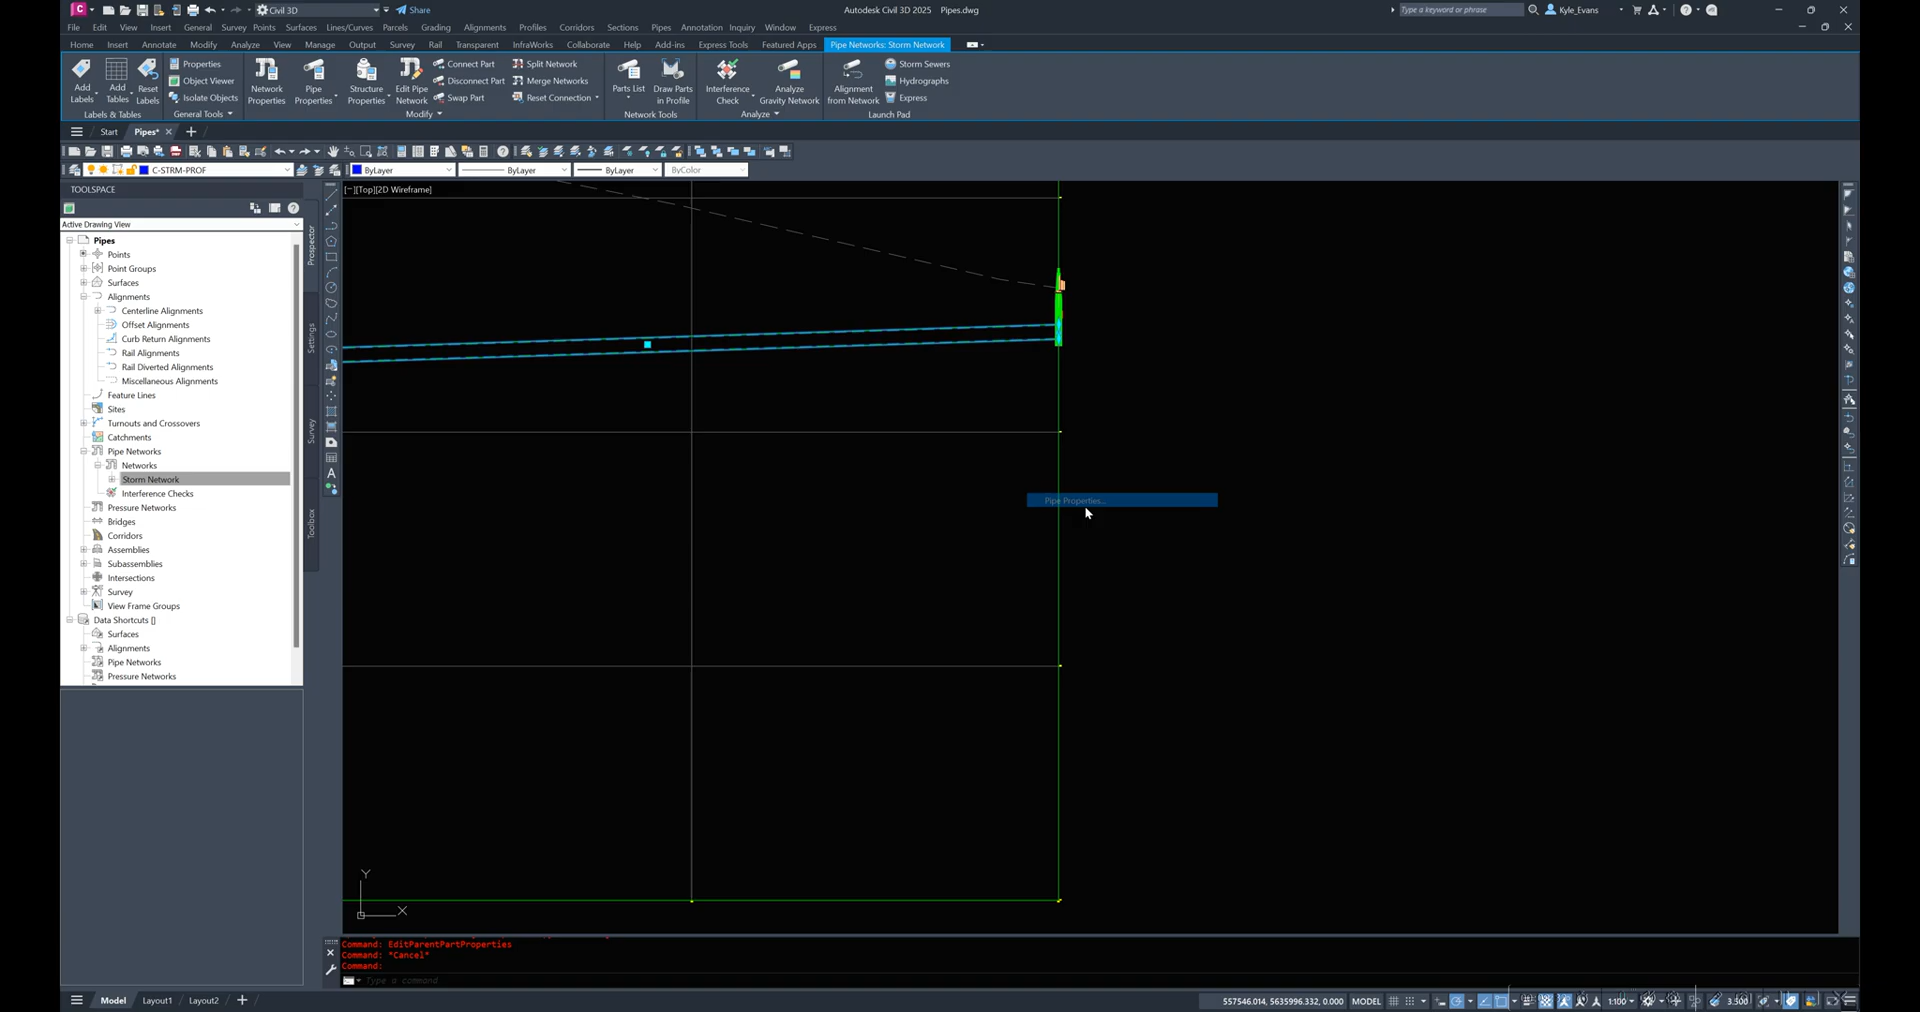 Civil 3D
Share
Autodesk Civil 3D 2025 Pipes.dwg
Type a keyword or phrase
Kyle_Evans
File Edit View Insert General Survey Points Surfaces Lines/Curves Parcels Grading Alignments Profiles Corridors Sections Pipes Annotation Inquiry Window Express
Home Insert Annotate Modify Analyze View Manage Output Survey Rail Transparent InfraWorks Collaborate Help Add-ins Express Tools Featured Apps Pipe Networks: Storm Network
Add Labels
Add Tables
Reset Labels
Labels & Tables
Properties
Object Viewer
Isolate Objects
General Tools
Network Properties
Pipe Properties
Structure Properties
Edit Pipe Network
Connect Part
Disconnect Part
Swap Part
Split Network
Merge Networks
Reset Connection
Modify
Parts List
Draw Parts in Profile
Network Tools
Interference Check
Analyze Gravity Network
Analyze
Alignment from Network
Storm Sewers
Hydrographs
Express
Launch Pad
Start Pipes*
C-STRM-PROF
ByLayer
ByLayer
ByLayer
ByColor
TOOLSPACE
Active Drawing View
Pipes
Points
Point Groups
Surfaces
Alignments
Centerline Alignments
Offset Alignments
Curb Return Alignments
Rail Alignments
Rail Diverted Alignments
Miscellaneous Alignments
Feature Lines
Sites
Turnouts and Crossovers
Catchments
Pipe Networks
Networks
Storm Network
Interference Checks
Pressure Networks
Bridges
Corridors
Assemblies
Subassemblies
Intersections
Survey
View Frame Groups
Data Shortcuts []
Surfaces
Alignments
Pipe Networks
Pressure Networks
Prospector
Settings
Survey
Toolbox
[−][Top][2D Wireframe]
Pipe Properties...
Y
X
Command: EditParentPartProperties
Command: *Cancel*
Command:
Type a command
Model Layout1 Layout2
557546.014, 5635996.332, 0.000 MODEL 1:100 3.500